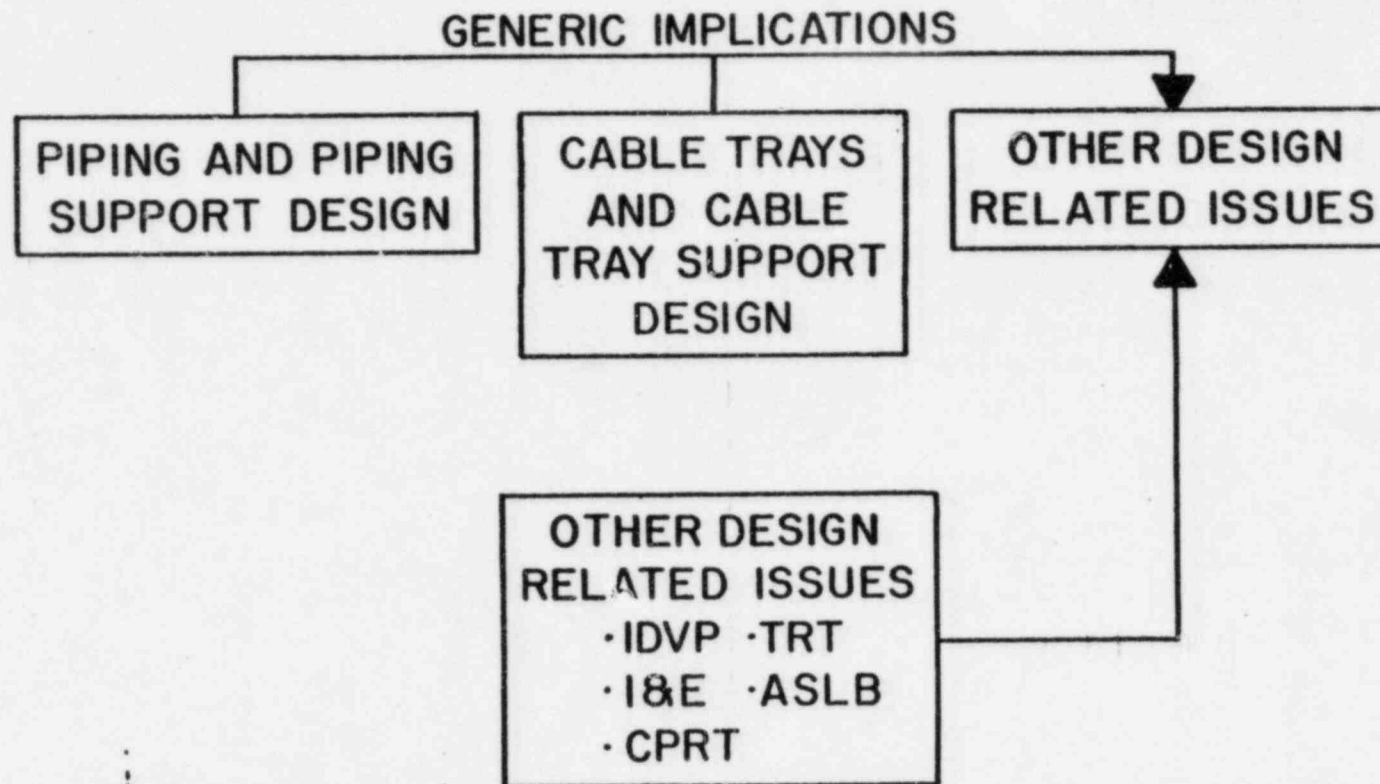 GENERIC IMPLICATIONS
PIPING AND PIPING
SUPPORT DESIGN
CABLE TRAYS
AND CABLE
TRAY SUPPORT
DESIGN
OTHER DESIGN
RELATED ISSUES
OTHER DESIGN
RELATED ISSUES
·IDVP ·TRT
·I&E ·ASLB
·CPRT